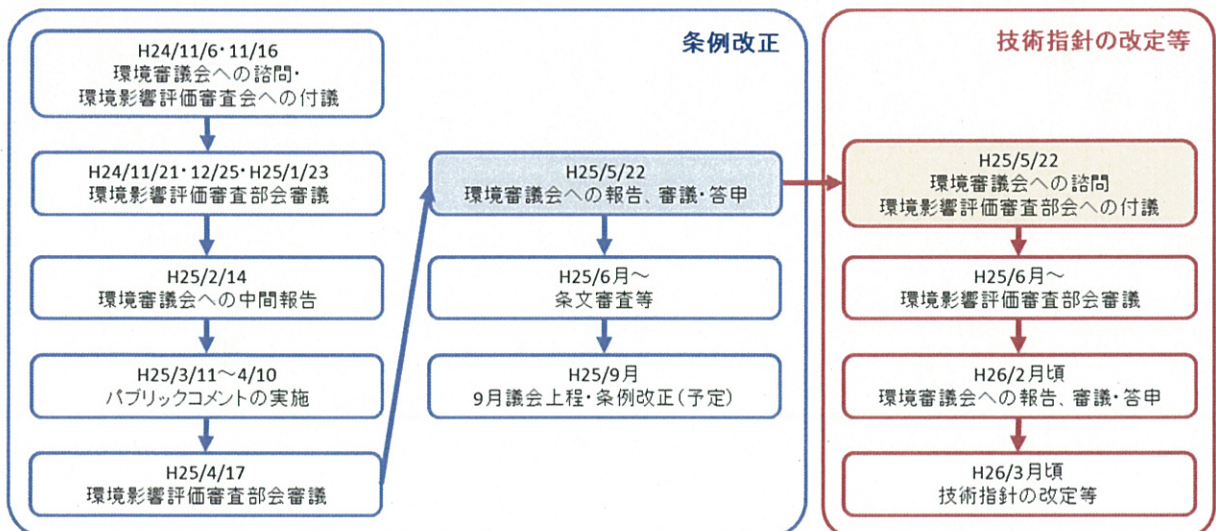 条例改正
H24/11/6・11/16
環境審議会への諮問・
環境影響評価審査会への付議
H24/11/21・12/25・H25/1/23
環境影響評価審査部会審議
H25/2/14
環境審議会への中間報告
H25/3/11～4/10
パブリックコメントの実施
H25/4/17
環境影響評価審査部会審議
H25/5/22
環境審議会への報告、審議・答申
H25/6月～
条文審査等
H25/9月
9月議会上程・条例改正(予定)
技術指針の改定等
H25/5/22
環境審議会への諮問
環境影響評価審査部会への付議
H25/6月～
環境影響評価審査部会審議
H26/2月頃
環境審議会への報告、審議・答申
H26/3月頃
技術指針の改定等